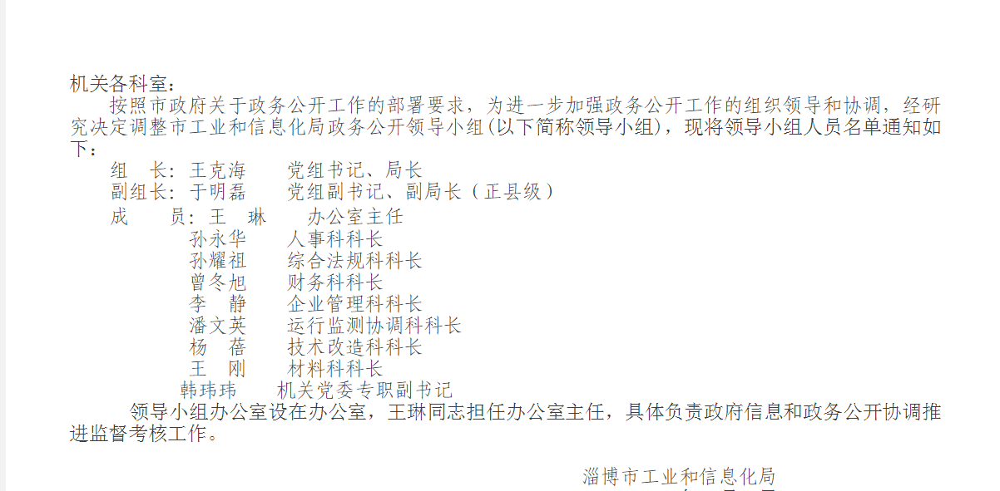 机关各科室：
按照市政府关于政务公开工作的部署要求，为进一步加强政务公开工作的组织领导和协调，经研
究决定调整市工业和信息化局政务公开领导小组(以下简称领导小组)，现将领导小组人员名单通知如
下：
组　长：王克海　　党组书记、局长
副组长：于明磊　　党组副书记、副局长（正县级）
成　　员：王　琳　　办公室主任
孙永华　　人事科科长
孙耀祖　　综合法规科科长
曾冬旭　　财务科科长
李　静　　企业管理科科长
潘文英　　运行监测协调科科长
杨　蓓　　技术改造科科长
王　刚　　材料科科长
韩玮玮　　机关党委专职副书记
领导小组办公室设在办公室，王琳同志担任办公室主任，具体负责政府信息和政务公开协调推
进监督考核工作。
淄博市工业和信息化局